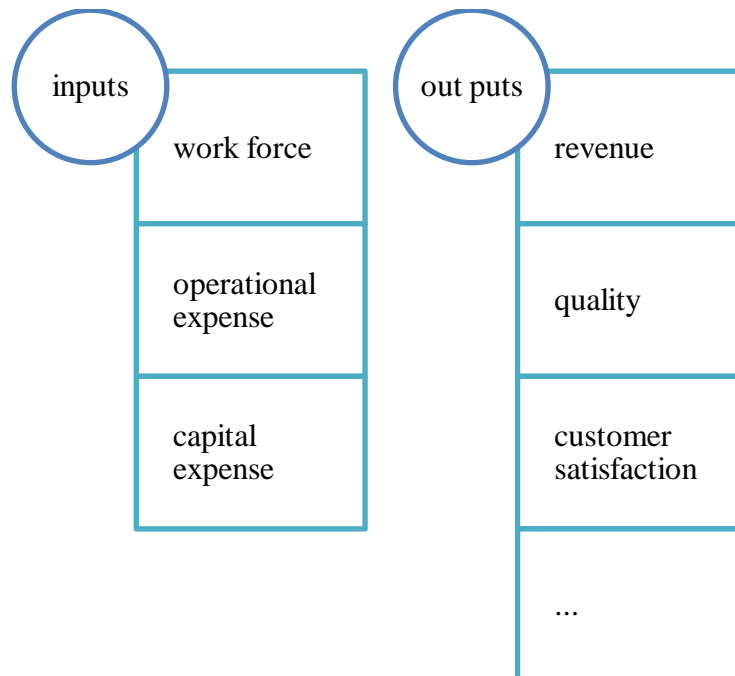 inputs
work force
operational
expense
capital
expense
out puts
revenue
quality
customer
satisfaction
...